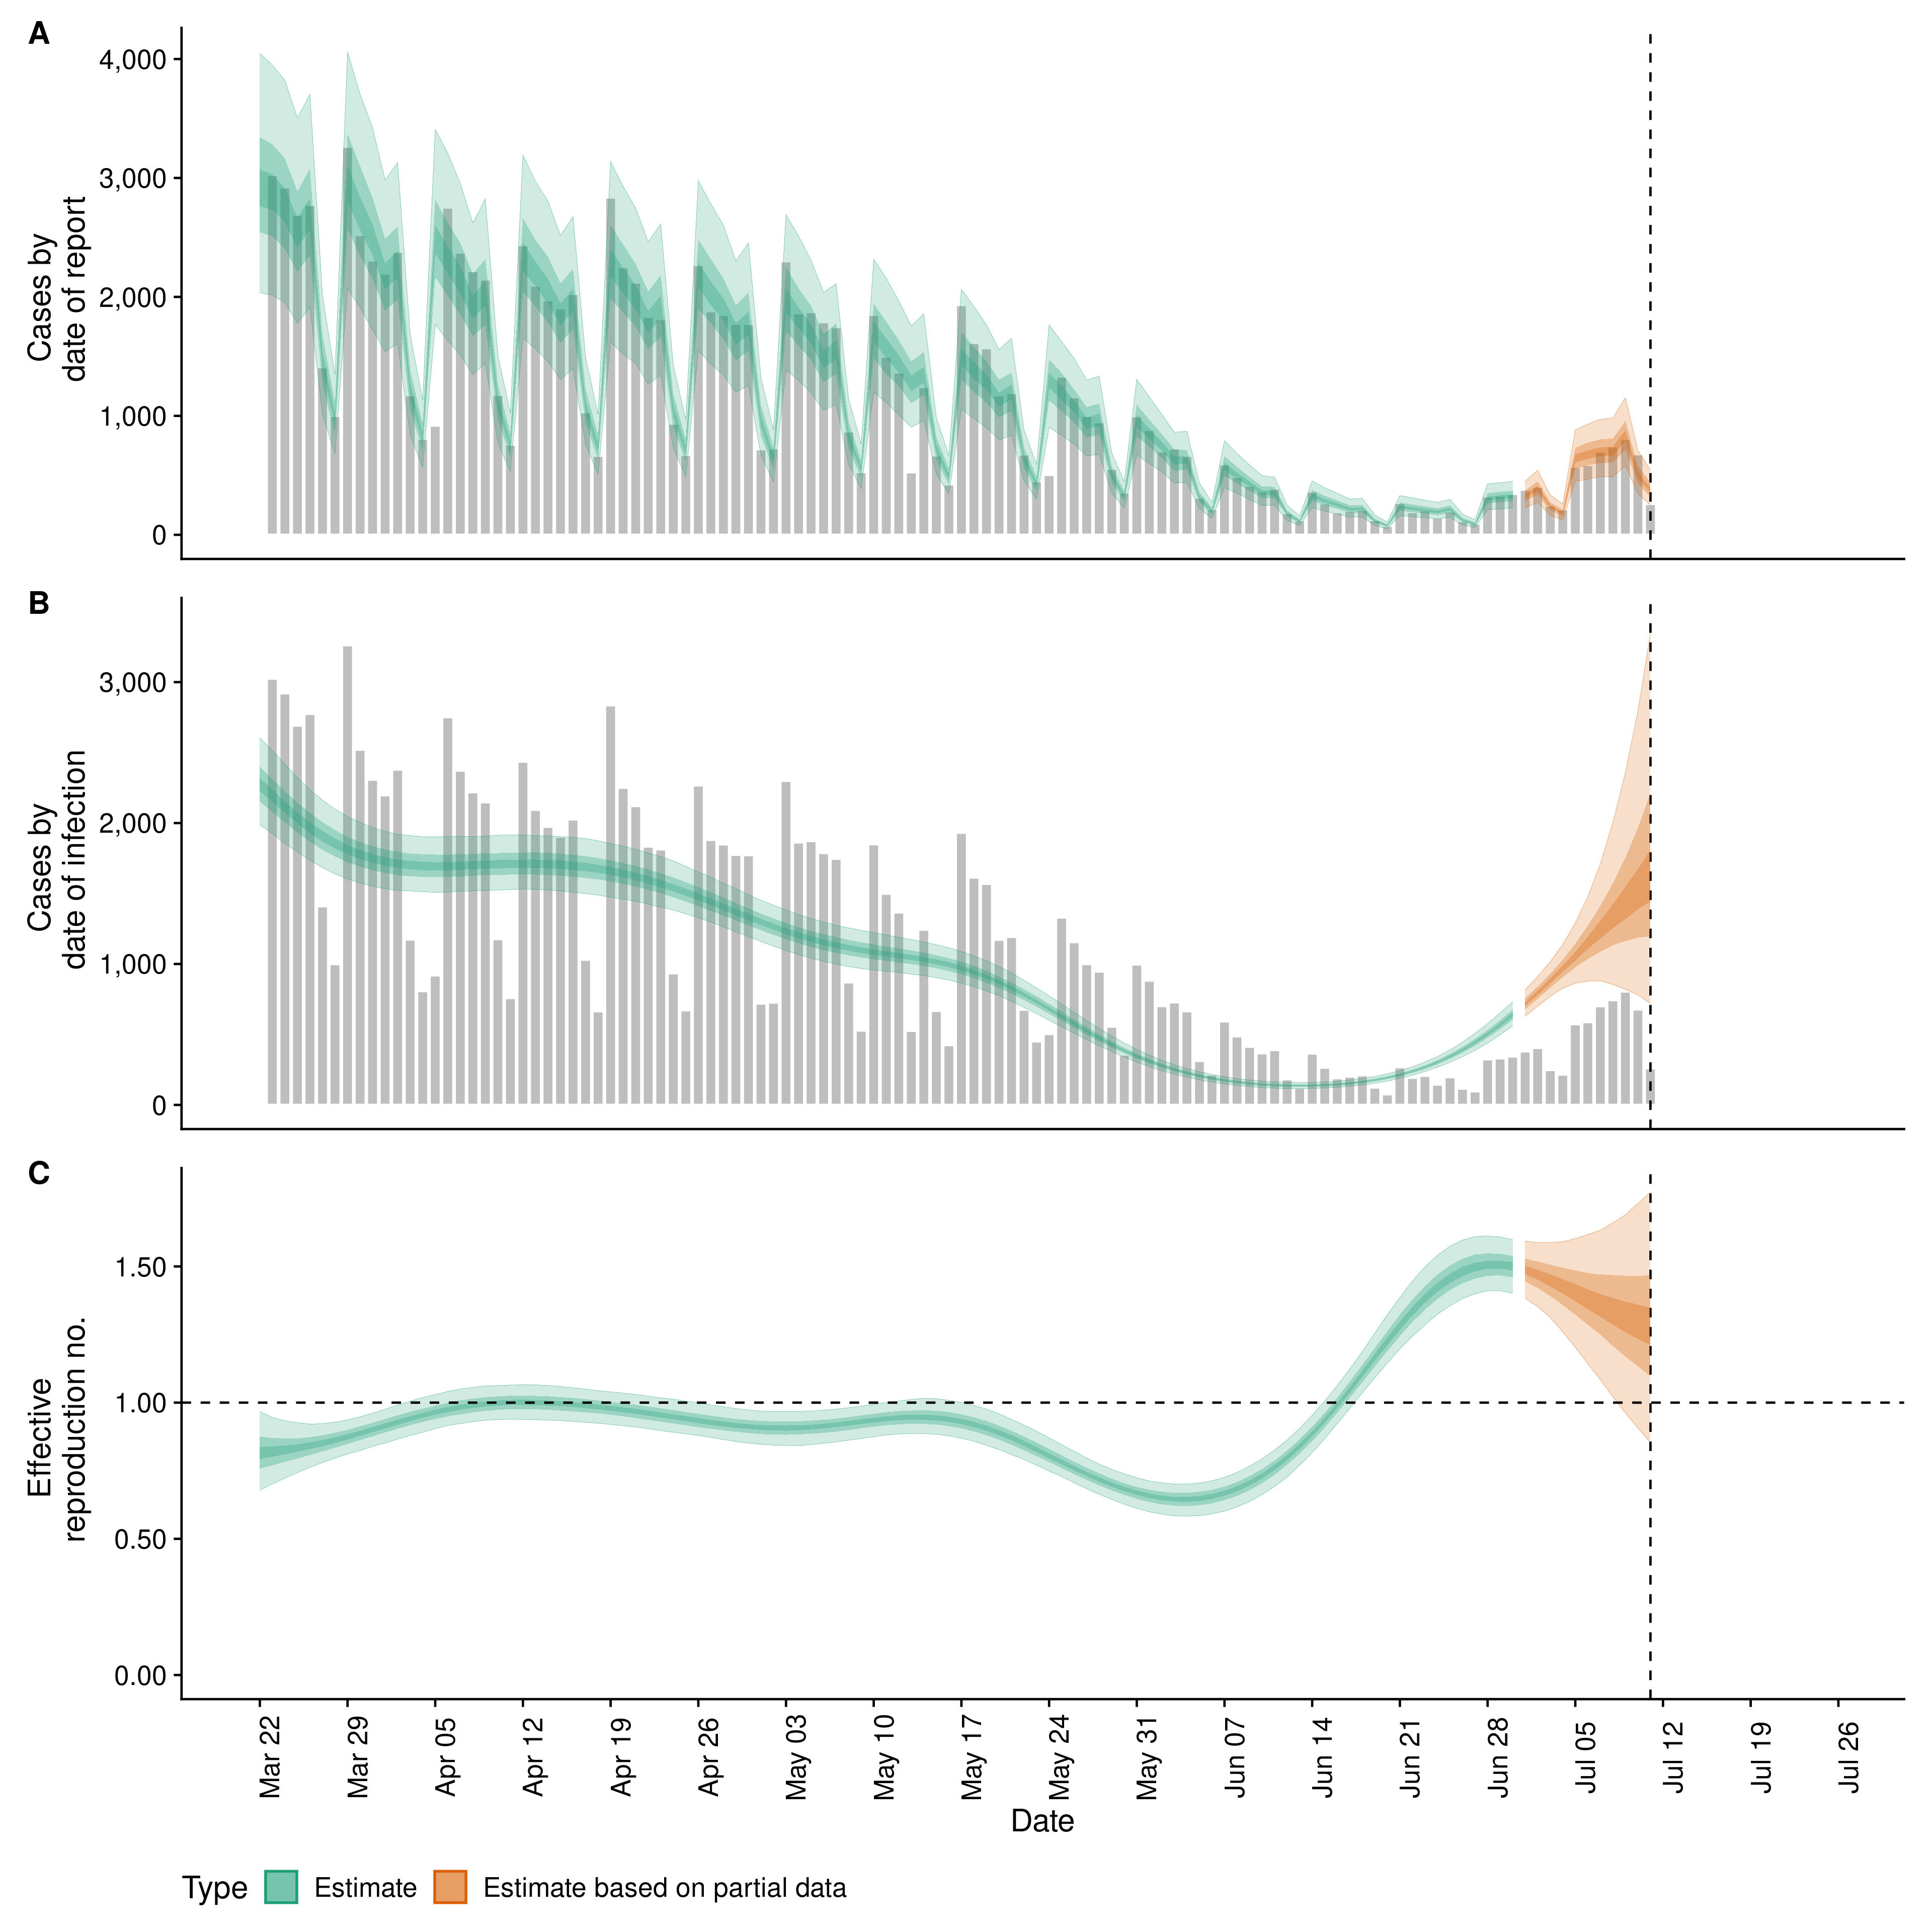 A
Cases by
date of report
4,000
3,000
2,000
1,000
0
B
Cases by
date of infection
3,000
2,000
1,000
0
C
Effective
reproduction no.
1.50
1.00
0.50
0.00
Mar 22
Mar 29
Apr 05
Apr 12
Apr 19
Apr 26
May 03
May 10
May 17
May 24
May 31
Jun 07
Jun 14
Jun 21
Jun 28
Jul 05
Jul 12
Jul 19
Jul 26
Date
Type Estimate Estimate based on partial data